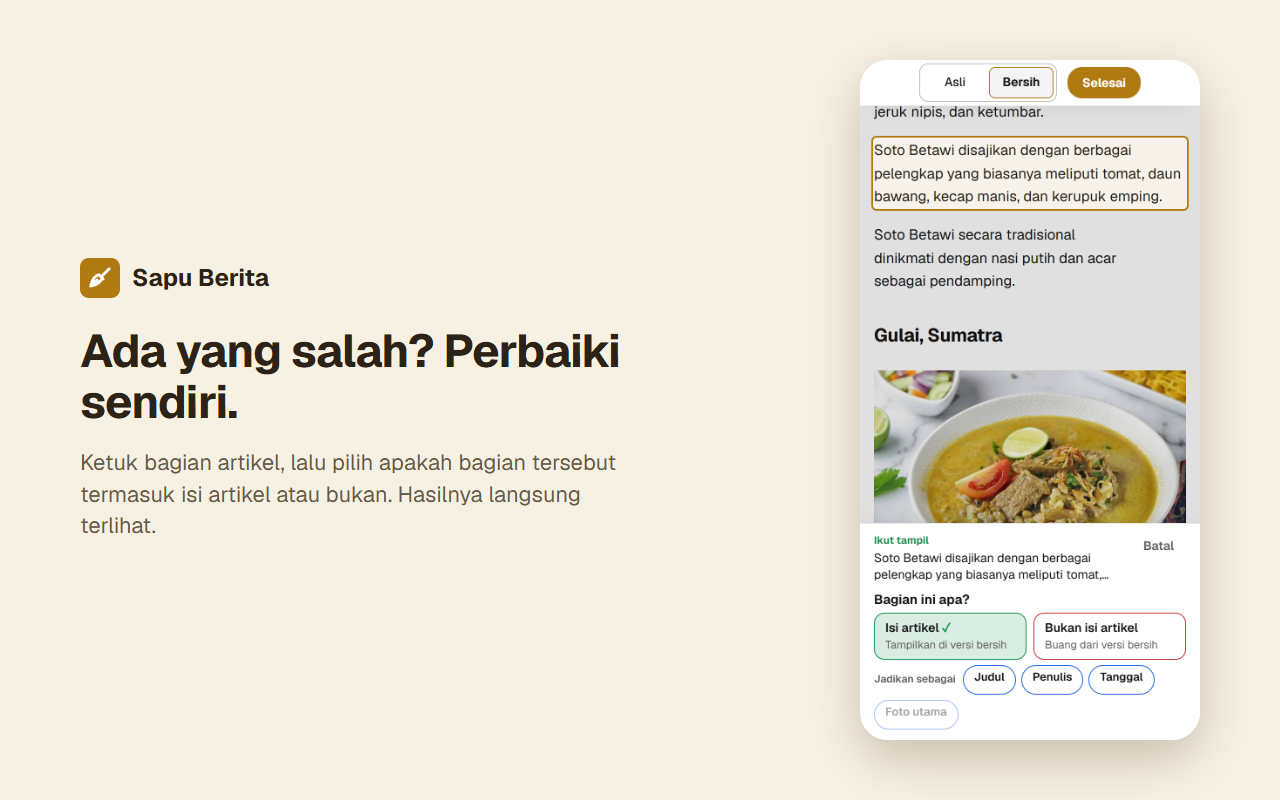 Sapu Berita
Ada yang salah? Perbaiki
sendiri.
Ketuk bagian artikel, lalu pilih apakah bagian tersebut
termasuk isi artikel atau bukan. Hasilnya langsung
terlihat.
Asli
Bersih
Selesai
jeruk nipis, dan ketumbar.
Soto Betawi disajikan dengan berbagai
pelengkap yang biasanya meliputi tomat, daun
bawang, kecap manis, dan kerupuk emping.
Soto Betawi secara tradisional
dinikmati dengan nasi putih dan acar
sebagai pendamping.
Gulai, Sumatra
Ikut tampil
Batal
Soto Betawi disajikan dengan berbagai
pelengkap yang biasanya meliputi tomat,…
Bagian ini apa?
Isi artikel ✓
Tampilkan di versi bersih
Bukan isi artikel
Buang dari versi bersih
Jadikan sebagai
Judul
Penulis
Tanggal
Foto utama